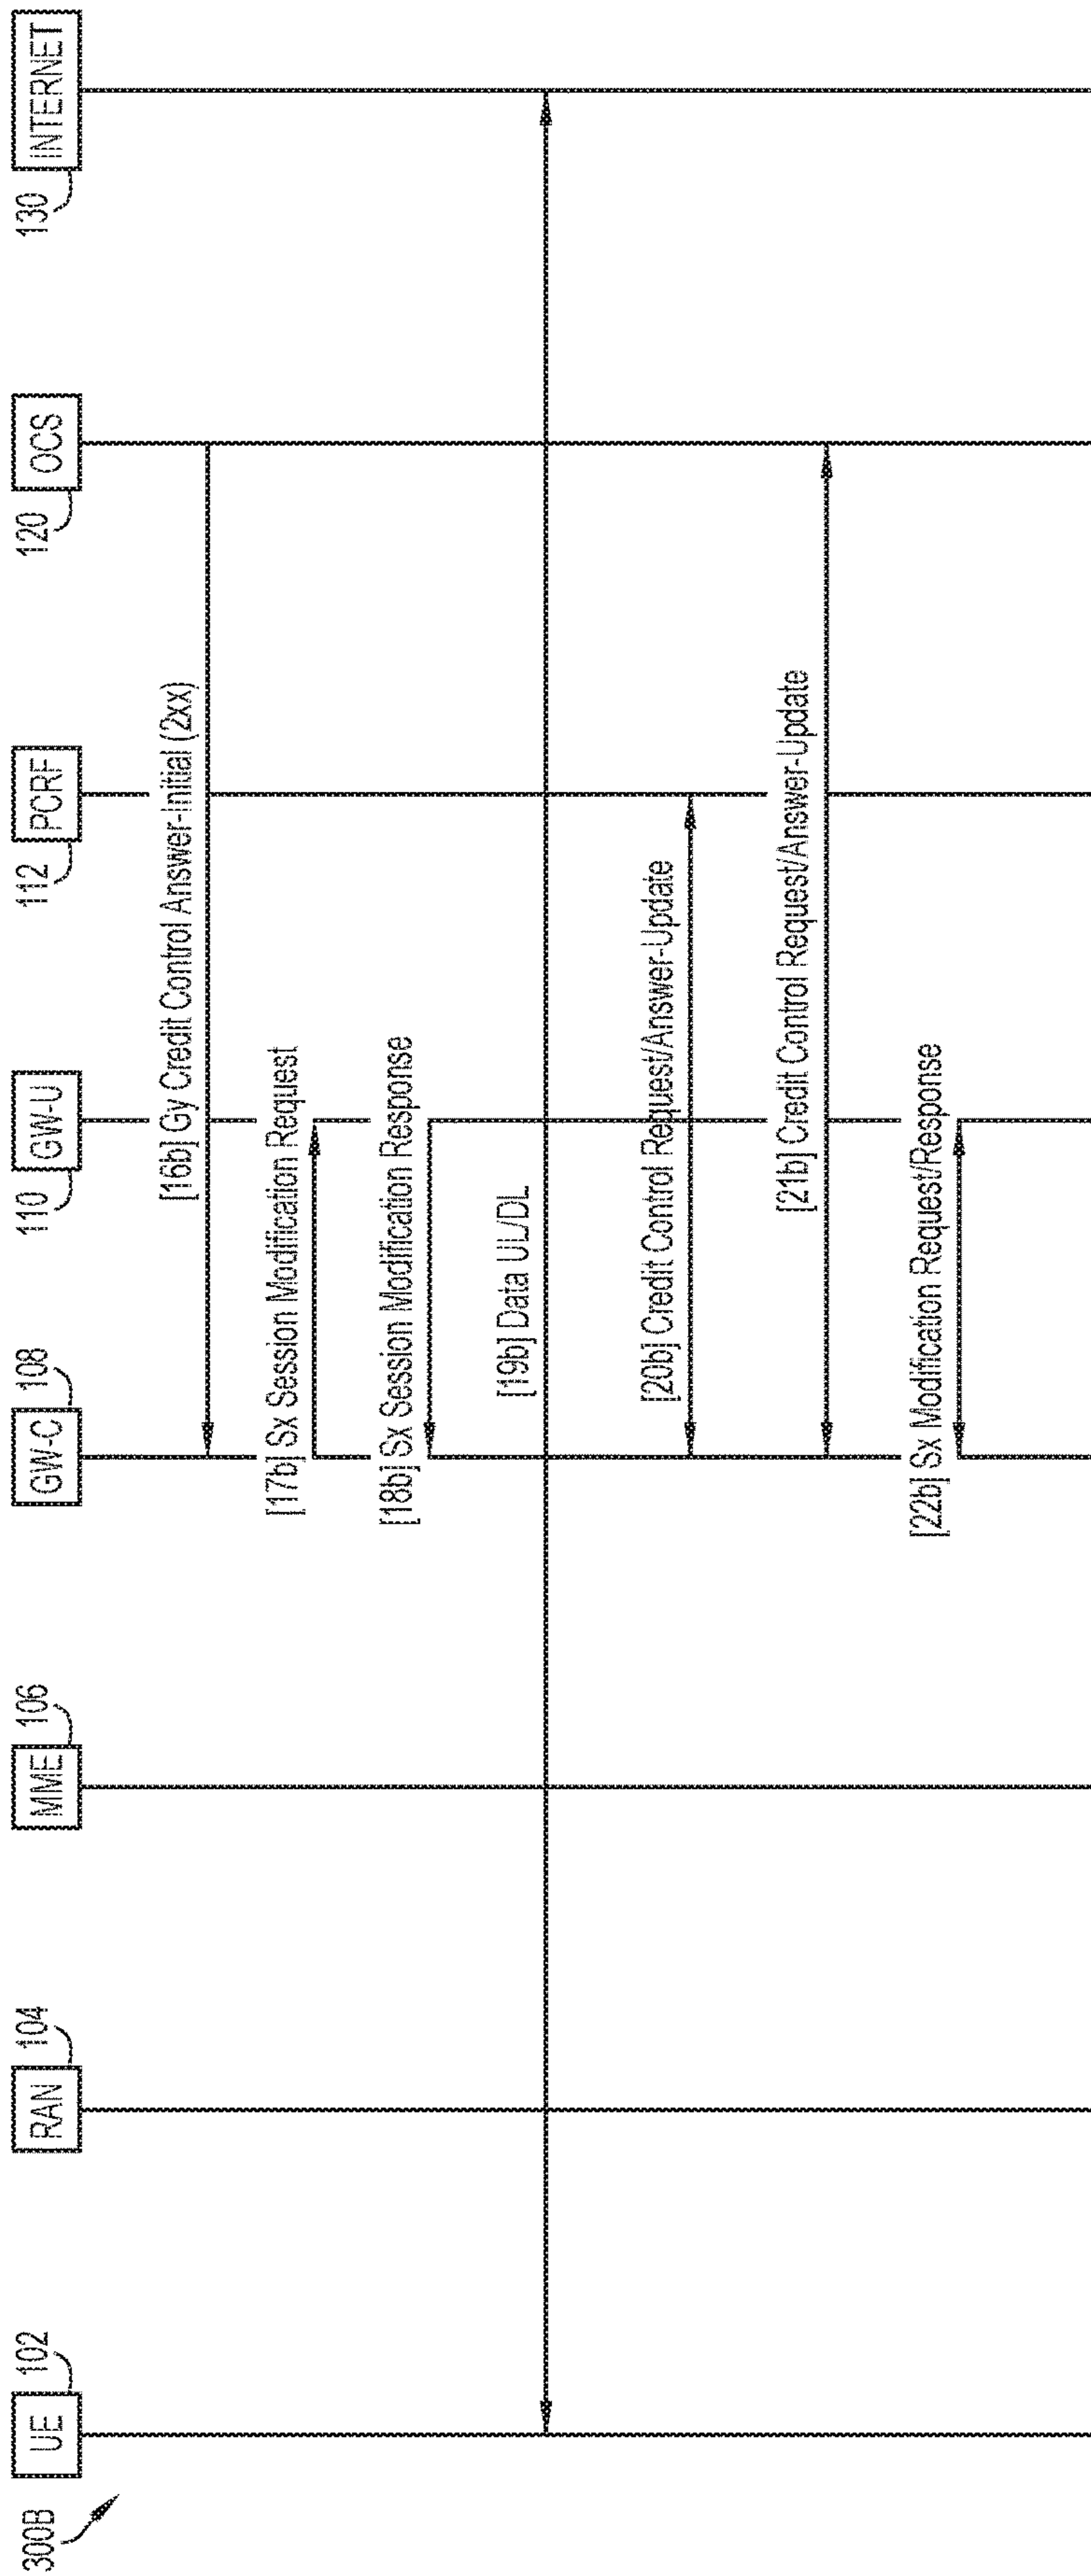 300B
UE 102
RAN 104
MME 106
GW-C 108
GW-U 110
PCRF 112
OCS 120
INTERNET 130
[16b] Gy Credit Control Answer-Initial (2xx)
[17b] Sx Session Modification Request
[18b] Sx Session Modification Response
[19b] Data UL/DL
[20b] Credit Control Request/Answer-Update
[21b] Credit Control Request/Answer-Update
[22b] Sx Modification Request/Response